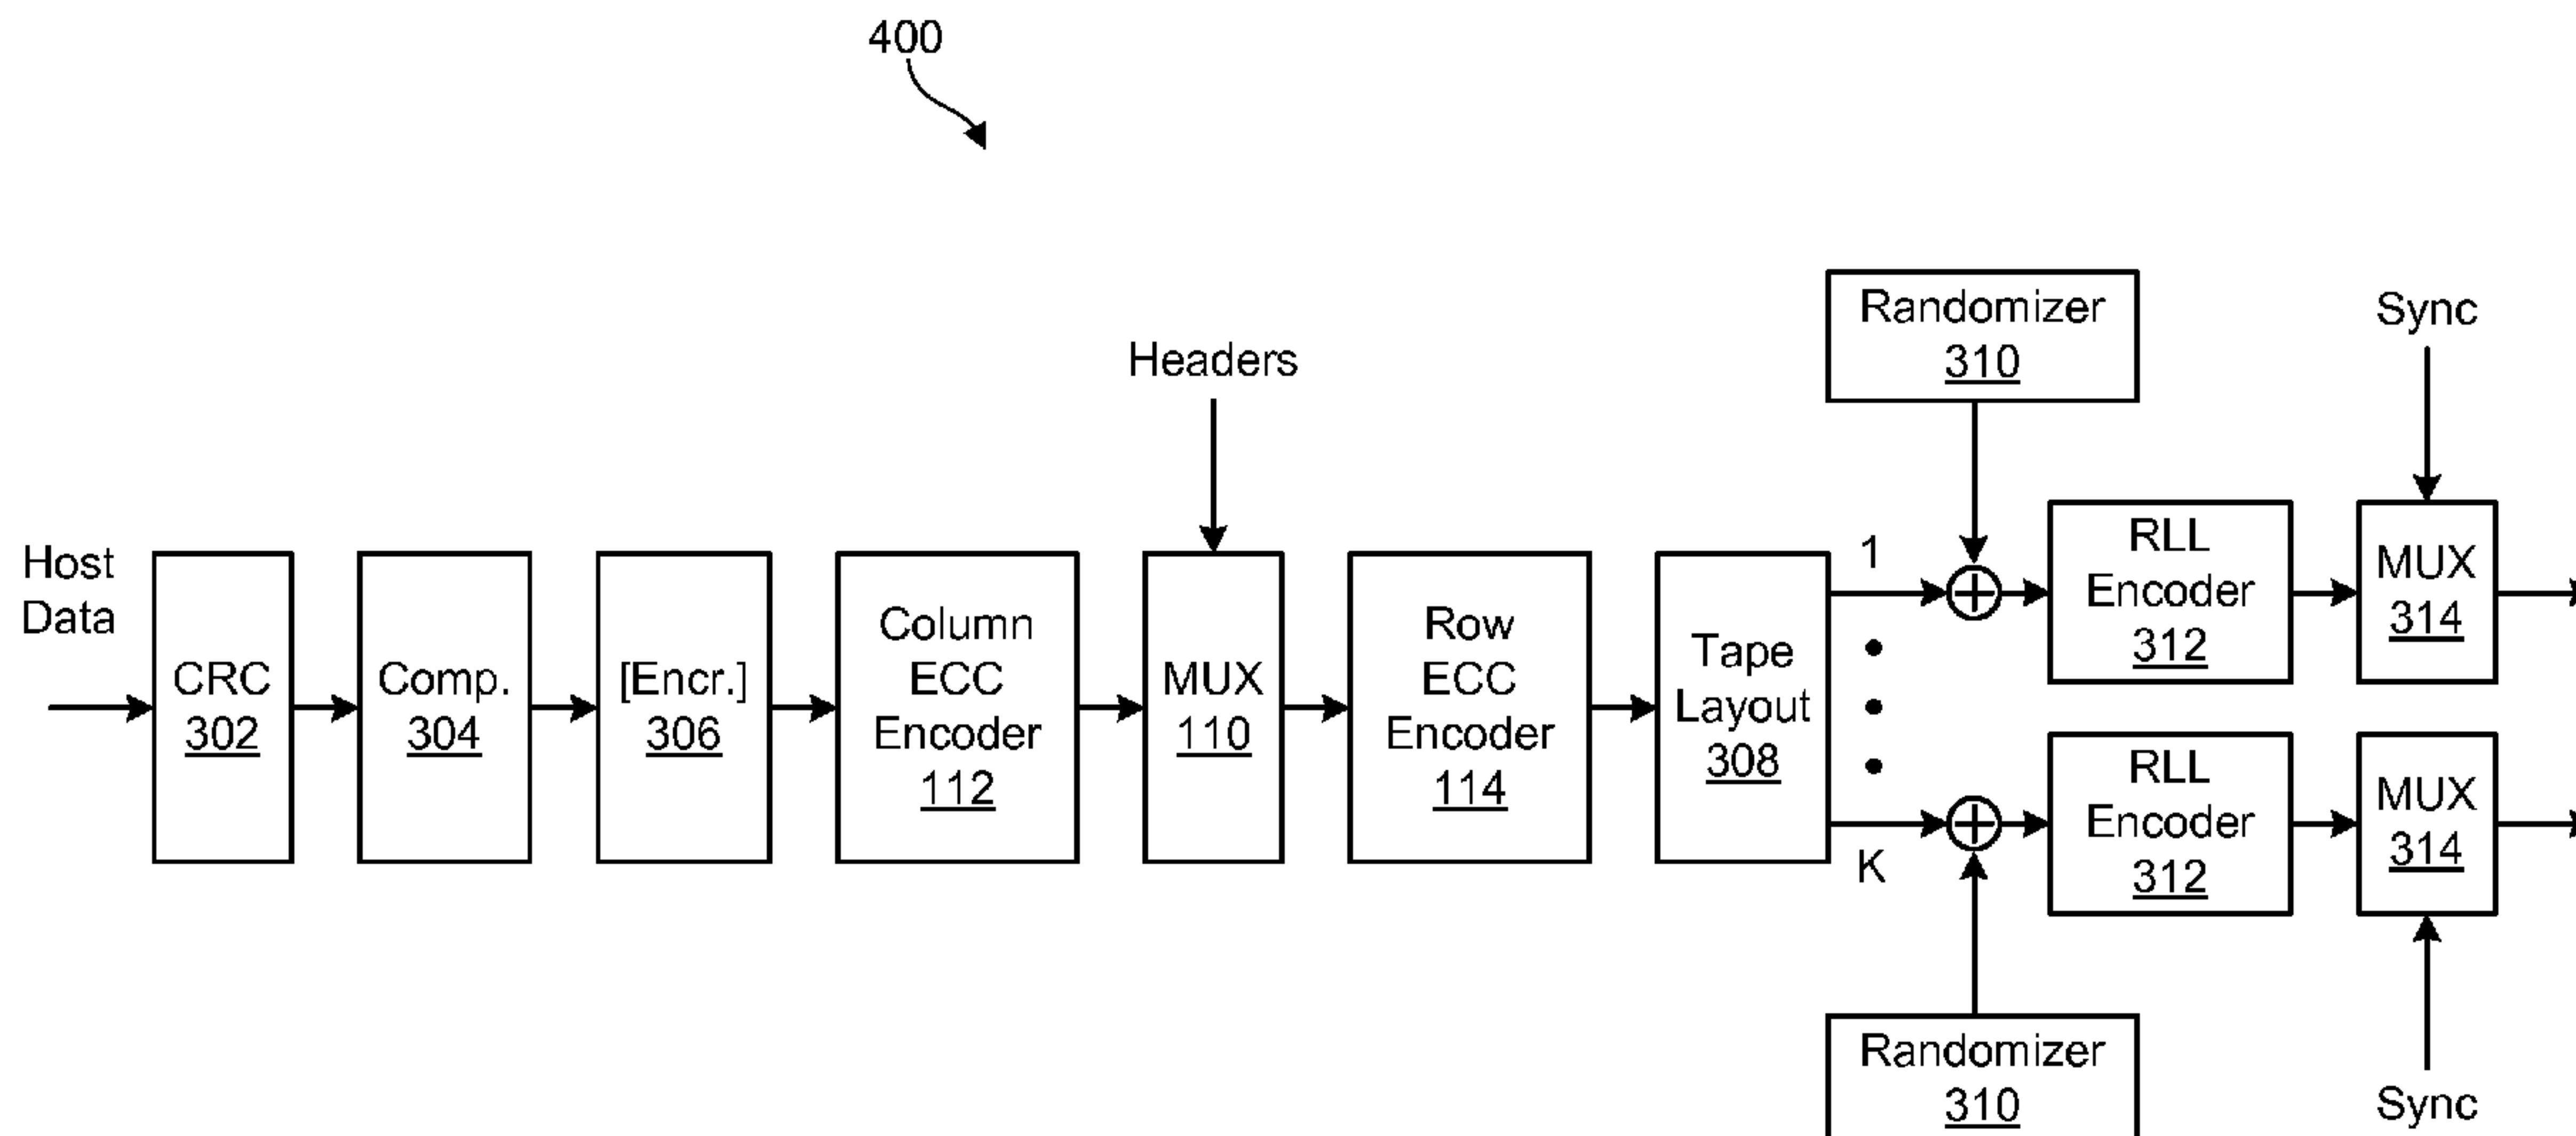 400
Randomizer
310
Sync
Headers
Host
Data
CRC
302
Comp.
304
[Encr.]
306
Column
ECC
Encoder
112
MUX
110
Row
ECC
Encoder
114
Tape
Layout
308
1
K
RLL
Encoder
312
MUX
314
RLL
Encoder
312
MUX
314
Randomizer
310
Sync